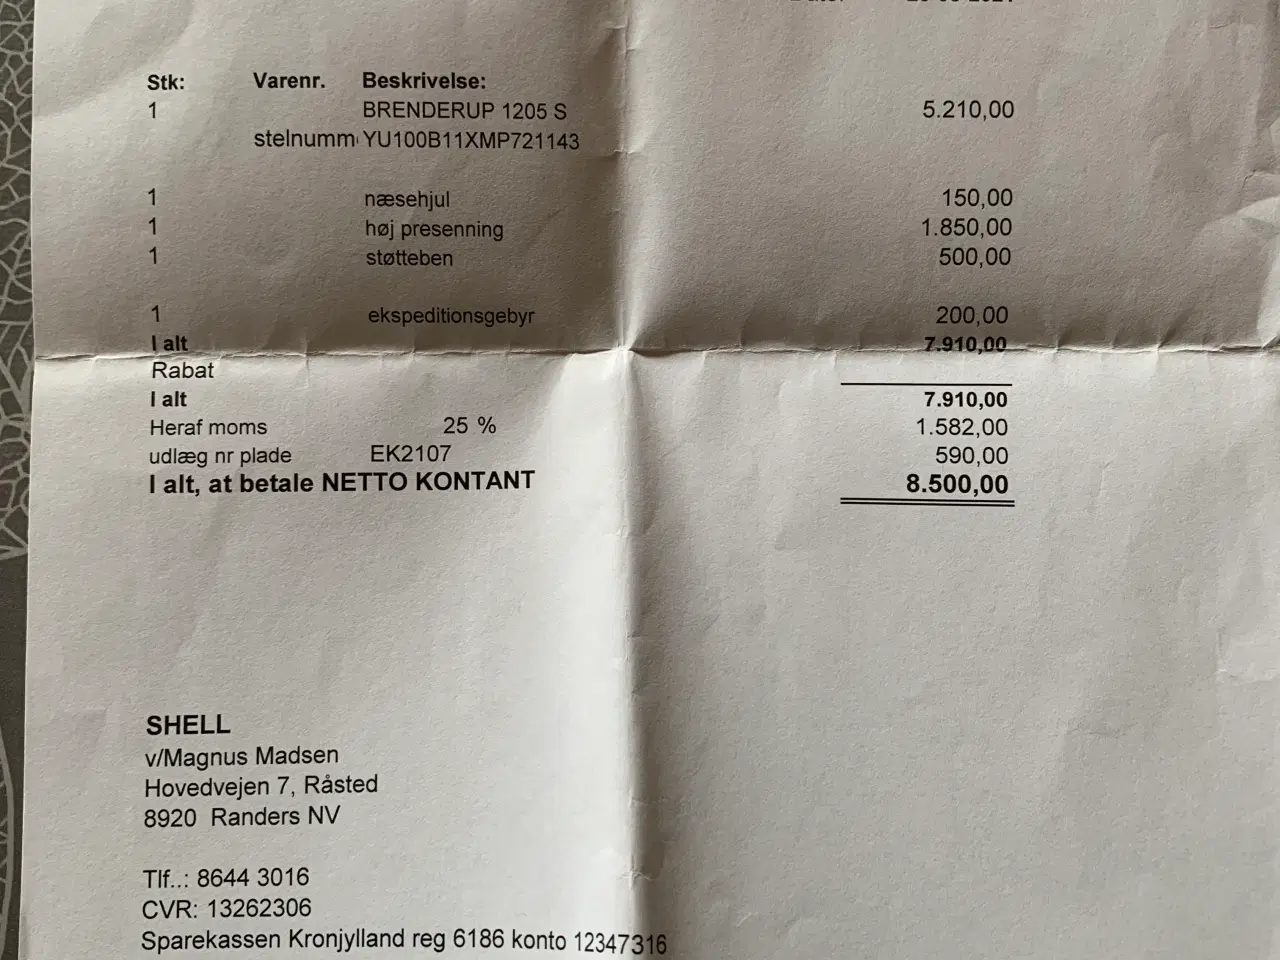 Stk: Varenr. Beskrivelse:
1 BRENDERUP 1205 S 5.210,00
stelnumm YU100B11XMP721143
1 næsehjul 150,00
1 høj presenning 1.850,00
1 støtteben 500,00
1 ekspeditionsgebyr 200,00
I alt 7.910,00
Rabat
I alt 7.910,00
Heraf moms 25 % 1.582,00
udlæg nr plade EK2107 590,00
I alt, at betale NETTO KONTANT 8.500,00
SHELL
v/Magnus Madsen
Hovedvejen 7, Råsted
8920 Randers NV
Tlf..: 8644 3016
CVR: 13262306
Sparekassen Kronjylland reg 6186 konto 12347316